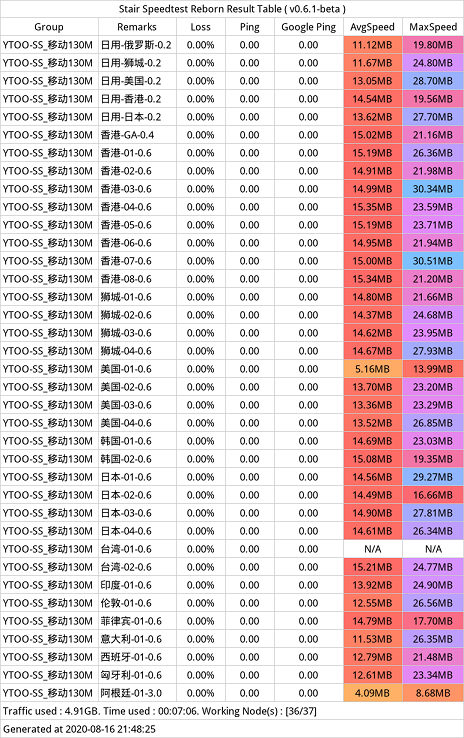 Stair Speedtest Reborn Result Table ( v0.6.1-beta )
Group Remarks Loss Ping Google Ping AvgSpeed MaxSpeed
YTOO-SS_移动130M 日用-俄罗斯-0.2 0.00% 0.00 0.00 11.12MB 19.80MB
YTOO-SS_移动130M 日用-狮城-0.2 0.00% 0.00 0.00 11.67MB 24.80MB
YTOO-SS_移动130M 日用-美国-0.2 0.00% 0.00 0.00 13.05MB 28.70MB
YTOO-SS_移动130M 日用-香港-0.2 0.00% 0.00 0.00 14.54MB 19.56MB
YTOO-SS_移动130M 日用-日本-0.2 0.00% 0.00 0.00 13.62MB 27.70MB
YTOO-SS_移动130M 香港-GA-0.4 0.00% 0.00 0.00 15.02MB 21.16MB
YTOO-SS_移动130M 香港-01-0.6 0.00% 0.00 0.00 15.19MB 26.36MB
YTOO-SS_移动130M 香港-02-0.6 0.00% 0.00 0.00 14.91MB 21.98MB
YTOO-SS_移动130M 香港-03-0.6 0.00% 0.00 0.00 14.99MB 30.34MB
YTOO-SS_移动130M 香港-04-0.6 0.00% 0.00 0.00 15.35MB 23.59MB
YTOO-SS_移动130M 香港-05-0.6 0.00% 0.00 0.00 15.19MB 23.71MB
YTOO-SS_移动130M 香港-06-0.6 0.00% 0.00 0.00 14.95MB 21.94MB
YTOO-SS_移动130M 香港-07-0.6 0.00% 0.00 0.00 15.00MB 30.51MB
YTOO-SS_移动130M 香港-08-0.6 0.00% 0.00 0.00 15.34MB 21.20MB
YTOO-SS_移动130M 狮城-01-0.6 0.00% 0.00 0.00 14.80MB 21.66MB
YTOO-SS_移动130M 狮城-02-0.6 0.00% 0.00 0.00 14.37MB 24.68MB
YTOO-SS_移动130M 狮城-03-0.6 0.00% 0.00 0.00 14.62MB 23.95MB
YTOO-SS_移动130M 狮城-04-0.6 0.00% 0.00 0.00 14.67MB 27.93MB
YTOO-SS_移动130M 美国-01-0.6 0.00% 0.00 0.00 5.16MB 13.99MB
YTOO-SS_移动130M 美国-02-0.6 0.00% 0.00 0.00 13.70MB 23.20MB
YTOO-SS_移动130M 美国-03-0.6 0.00% 0.00 0.00 13.36MB 23.29MB
YTOO-SS_移动130M 美国-04-0.6 0.00% 0.00 0.00 13.52MB 26.85MB
YTOO-SS_移动130M 韩国-01-0.6 0.00% 0.00 0.00 14.69MB 23.03MB
YTOO-SS_移动130M 韩国-02-0.6 0.00% 0.00 0.00 15.08MB 19.35MB
YTOO-SS_移动130M 日本-01-0.6 0.00% 0.00 0.00 14.56MB 29.27MB
YTOO-SS_移动130M 日本-02-0.6 0.00% 0.00 0.00 14.49MB 16.66MB
YTOO-SS_移动130M 日本-03-0.6 0.00% 0.00 0.00 14.90MB 27.81MB
YTOO-SS_移动130M 日本-04-0.6 0.00% 0.00 0.00 14.61MB 26.34MB
YTOO-SS_移动130M 台湾-01-0.6 0.00% 0.00 0.00 N/A N/A
YTOO-SS_移动130M 台湾-02-0.6 0.00% 0.00 0.00 15.21MB 24.77MB
YTOO-SS_移动130M 印度-01-0.6 0.00% 0.00 0.00 13.92MB 24.90MB
YTOO-SS_移动130M 伦敦-01-0.6 0.00% 0.00 0.00 12.55MB 26.56MB
YTOO-SS_移动130M 菲律宾-01-0.6 0.00% 0.00 0.00 14.79MB 17.70MB
YTOO-SS_移动130M 意大利-01-0.6 0.00% 0.00 0.00 11.53MB 26.35MB
YTOO-SS_移动130M 西班牙-01-0.6 0.00% 0.00 0.00 12.79MB 21.48MB
YTOO-SS_移动130M 匈牙利-01-0.6 0.00% 0.00 0.00 12.61MB 23.34MB
YTOO-SS_移动130M 阿根廷-01-3.0 0.00% 0.00 0.00 4.09MB 8.68MB
Traffic used : 4.91GB. Time used : 00:07:06. Working Node(s) : [36/37]
Generated at 2020-08-16 21:48:25